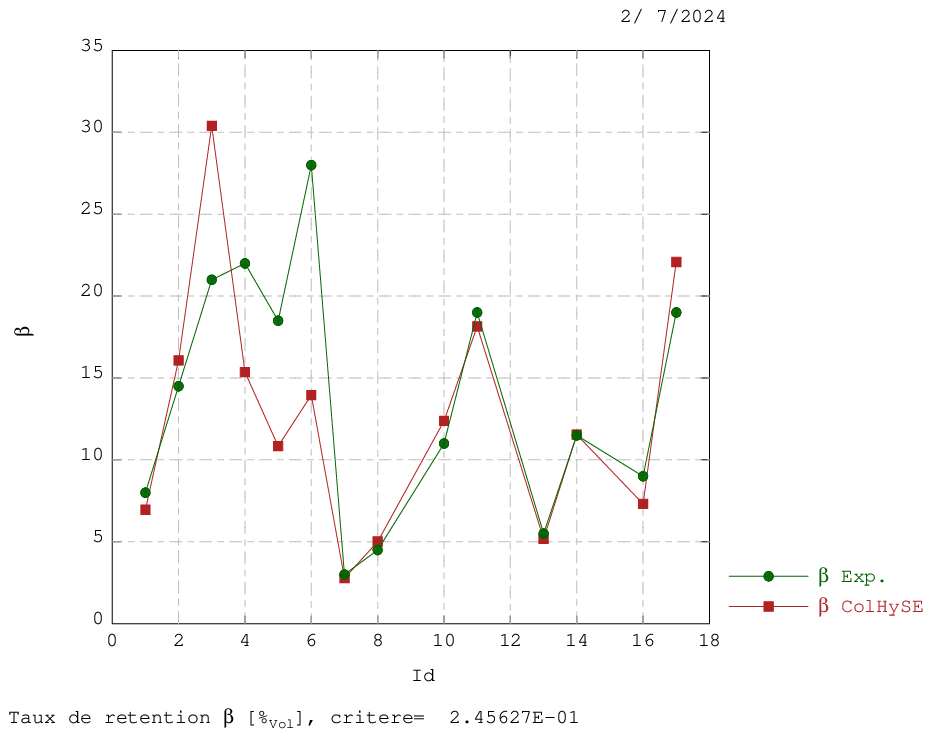 2/ 7/2024
35
30
25
20
15
10
5
0
β
0 2 4 6 8 10 12 14 16 18
Id
β Exp.
β ColHySE
Taux de retention β [%Vol], critere= 2.45627E-01